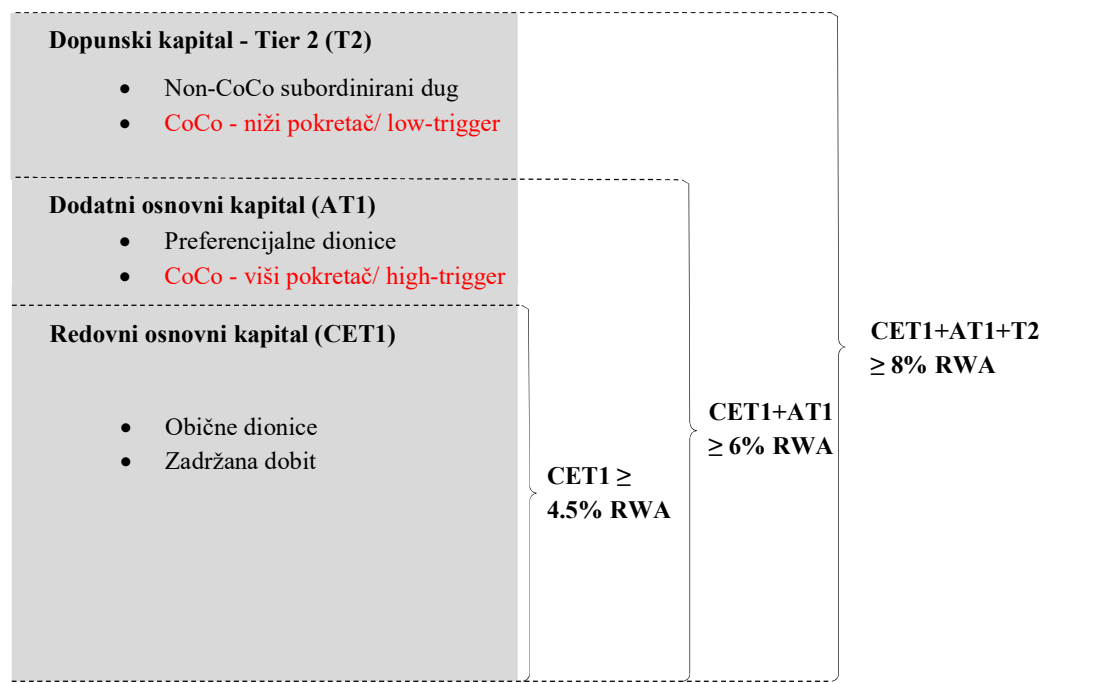 Dopunski kapital - Tier 2 (T2)
• Non-CoCo subordinirani dug
• CoCo - niži pokretač/ low-trigger
Dodatni osnovni kapital (AT1)
• Preferencijalne dionice
• CoCo - viši pokretač/ high-trigger
Redovni osnovni kapital (CET1)
• Obične dionice
• Zadržana dobit
CET1 ≥
4.5% RWA
CET1+AT1
≥ 6% RWA
CET1+AT1+T2
≥ 8% RWA